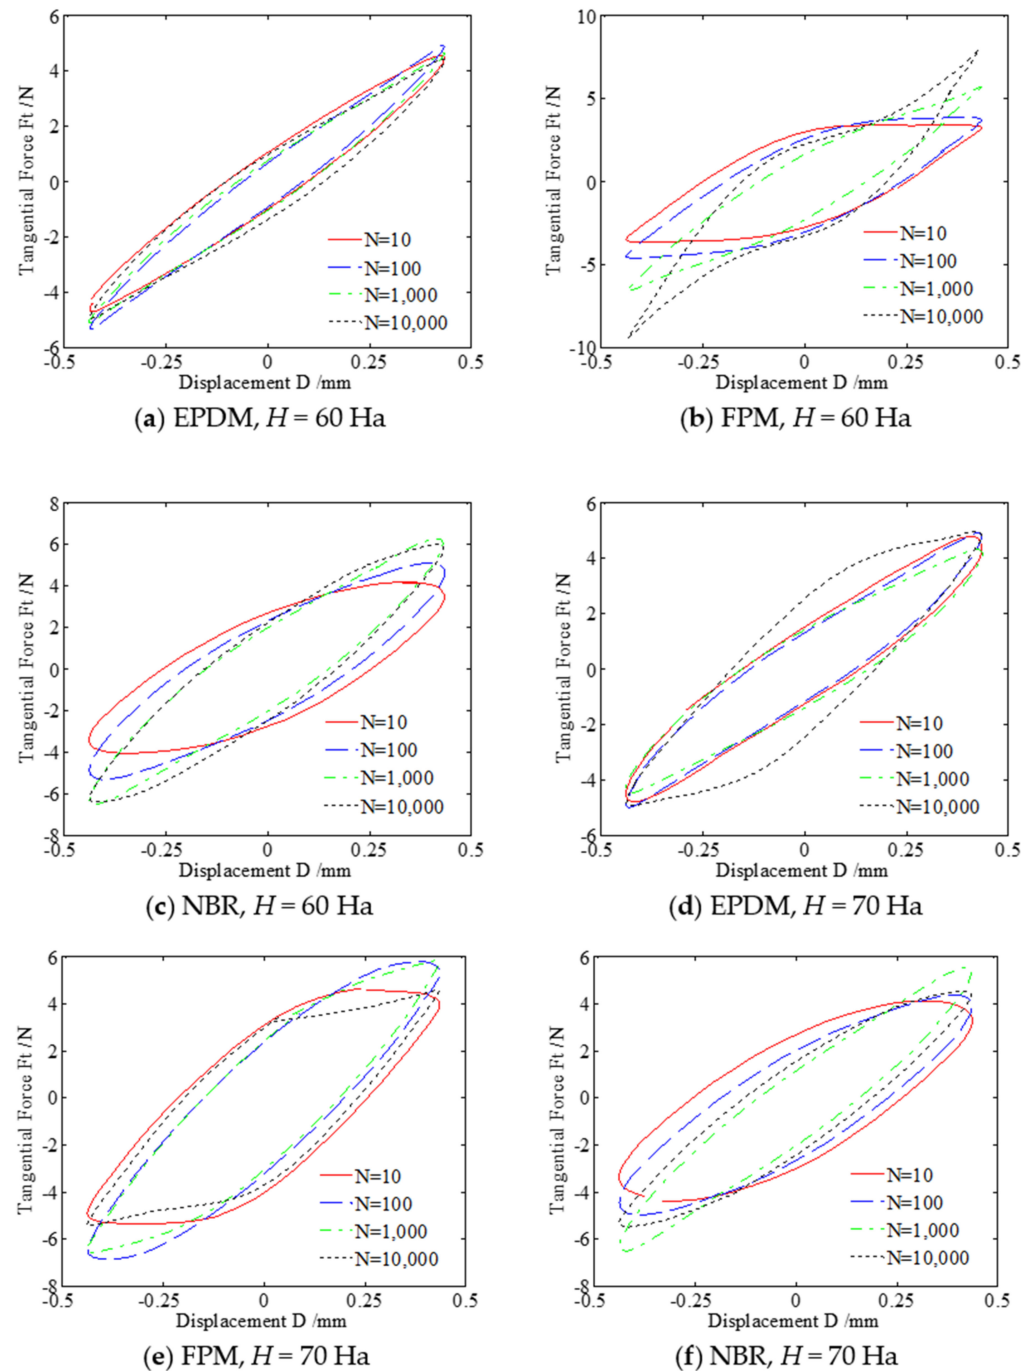 6
4
2
0
-2
-4
-6
-0.5 -0.25 0 0.25 0.5
Tangential Force Ft /N
Displacement D /mm
N=10
N=100
N=1,000
N=10,000
(a) EPDM, H = 60 Ha
10
5
0
-5
-10
-0.5 -0.25 0 0.25 0.5
Tangential Force Ft /N
Displacement D /mm
N=10
N=100
N=1,000
N=10,000
(b) FPM, H = 60 Ha
8
6
4
2
0
-2
-4
-6
-8
-0.5 -0.25 0 0.25 0.5
Tangential Force Ft /N
Displacement D /mm
N=10
N=100
N=1,000
N=10,000
(c) NBR, H = 60 Ha
6
4
2
0
-2
-4
-6
-0.5 -0.25 0 0.25 0.5
Tangential Force Ft /N
Displacement D /mm
N=10
N=100
N=1,000
N=10,000
(d) EPDM, H = 70 Ha
6
4
2
0
-2
-4
-6
-8
-0.5 -0.25 0 0.25 0.5
Tangential Force Ft /N
Displacement D /mm
N=10
N=100
N=1,000
N=10,000
(e) FPM, H = 70 Ha
6
4
2
0
-2
-4
-6
-8
-0.5 -0.25 0 0.25 0.5
Tangential Force Ft /N
Displacement D /mm
N=10
N=100
N=1,000
N=10,000
(f) NBR, H = 70 Ha